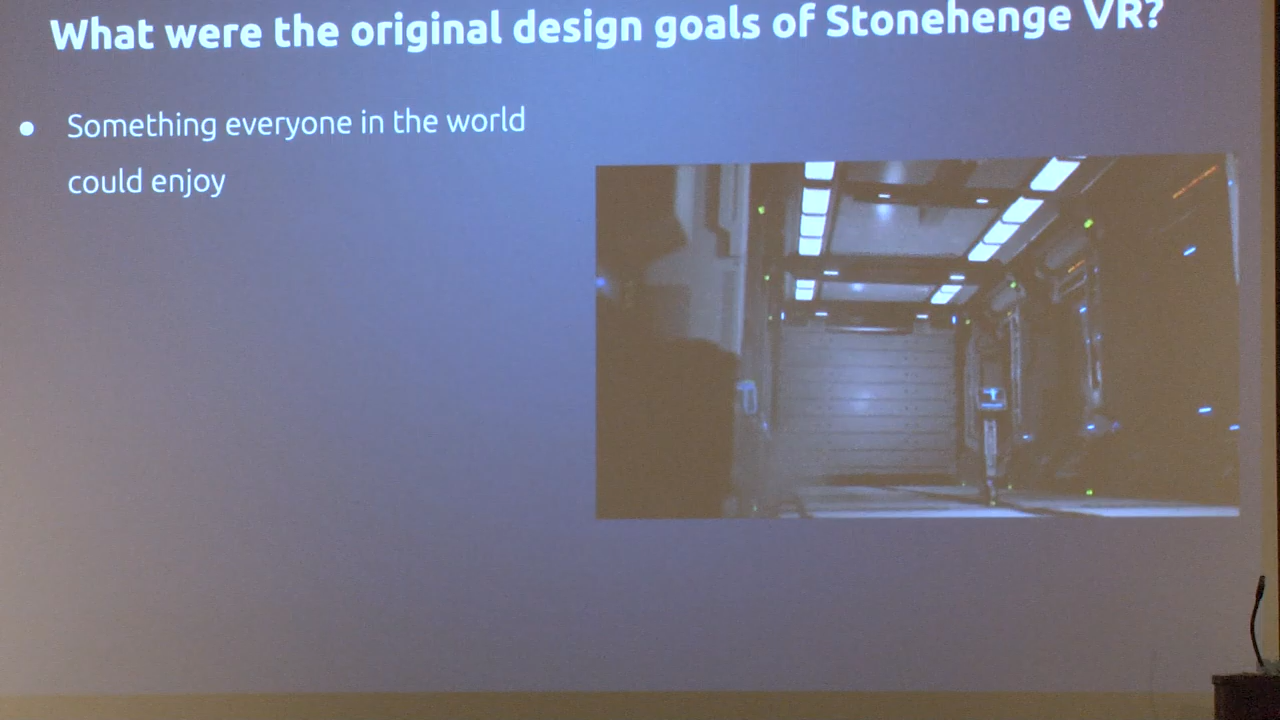 What were the original design goals of Stonehenge VR?
● Something everyone in the world
could enjoy